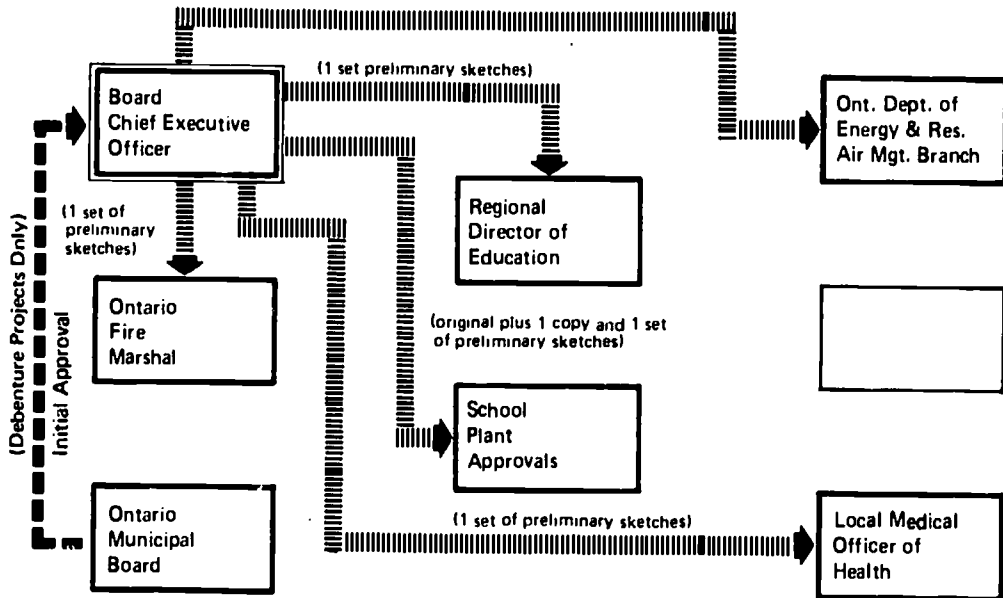 (1 set preliminary sketches)
Board
Chief Executive
Officer
Ont. Dept. of
Energy & Res.
Air Mgt. Branch
(1 set of
preliminary
sketches)
Regional
Director of
Education
(Debenture Projects Only)
Initial Approval
Ontario
Fire
Marshal
(original plus 1 copy and 1 set
of preliminary sketches)
School
Plant
Approvals
Ontario
Municipal
Board
(1 set of preliminary sketches)
Local Medical
Officer of
Health